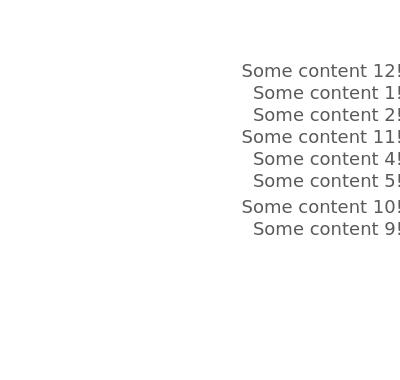 Some content 12!
Some content 1!
Some content 2!
Some content 11!
Some content 4!
Some content 5!
Some content 10!
Some content 9!